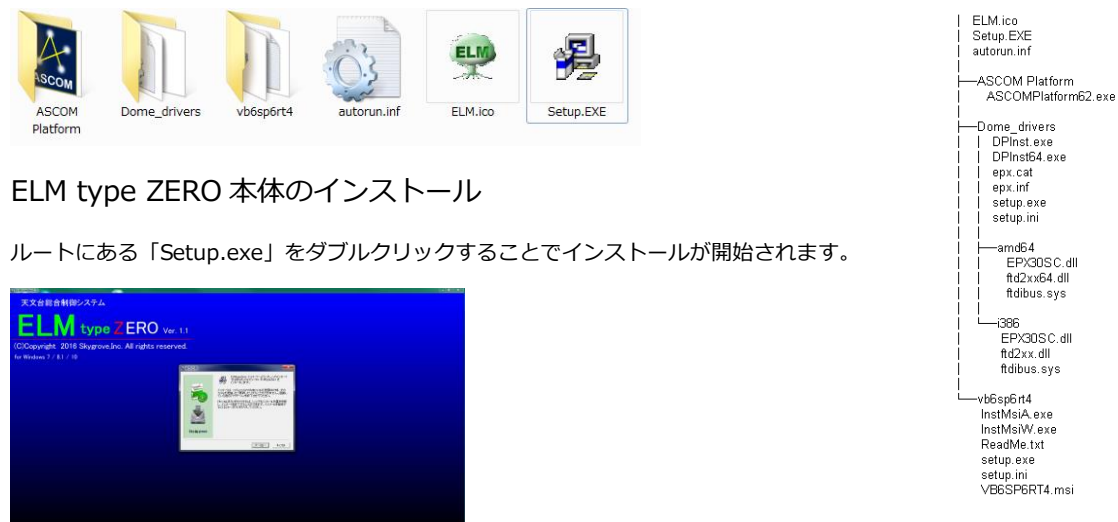 ASCOM
ELM
ASCOM
Platform
Dome_drivers
vb6sp6rt4
autorun.inf
ELM.ico
Setup.EXE
ELM type ZERO 本体のインストール
ルートにある「Setup.exe」をダブルクリックすることでインストールが開始されます。
天文台総合制御システム
ELM type ZERO Ver. 1.1
(C)Copyright 2016 Skygrove,Inc. All rights reserved.
for Windows 7 / 8.1 / 10
ELM.ico
Setup.EXE
autorun.inf
ASCOM Platform
ASCOMPlatform62.exe
Dome_drivers
DPInst.exe
DPInst64.exe
epx.cat
epx.inf
setup.exe
setup.ini
amd64
EPX30SC.dll
ftd2xx64.dll
ftdibus.sys
i386
EPX30SC.dll
ftd2xx.dll
ftdibus.sys
vb6sp6rt4
InstMsiA.exe
InstMsiW.exe
ReadMe.txt
setup.exe
setup.ini
VB6SP6RT4.msi